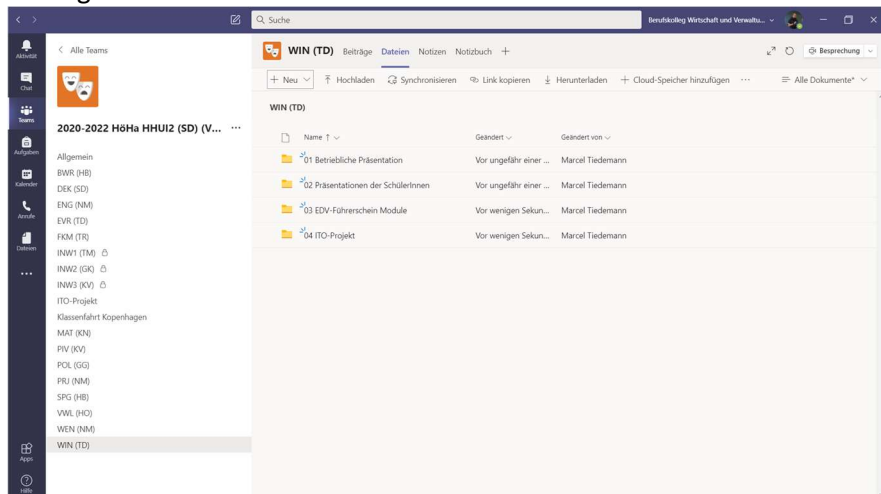 Suche
Berufskolleg Wirtschaft und Verwaltu...
Aktivität
Chat
Teams
Aufgaben
Kalender
Anrufe
Dateien
Apps
Hilfe
Alle Teams
2020-2022 HöHa HHUI2 (SD) (V... ...
Allgemein
BWR (HB)
DEK (SD)
ENG (NM)
EVR (TD)
FKM (TR)
INW1 (TM)
INW2 (GK)
INW3 (KV)
ITO-Projekt
Klassenfahrt Kopenhagen
MAT (KN)
PIV (KV)
POL (GG)
PRJ (NM)
SPG (HB)
VWL (HO)
WEN (NM)
WIN (TD)
WIN (TD) Beiträge Dateien Notizen Notizbuch + Besprechung
+ Neu Hochladen Synchronisieren Link kopieren Herunterladen + Cloud-Speicher hinzufügen ... Alle Dokumente*
WIN (TD)
Name ↑ Geändert Geändert von
01 Betriebliche Präsentation Vor ungefähr einer ... Marcel Tiedemann
02 Präsentationen der SchülerInnen Vor ungefähr einer ... Marcel Tiedemann
03 EDV-Führerschein Module Vor wenigen Sekun... Marcel Tiedemann
04 ITO-Projekt Vor wenigen Sekun... Marcel Tiedemann